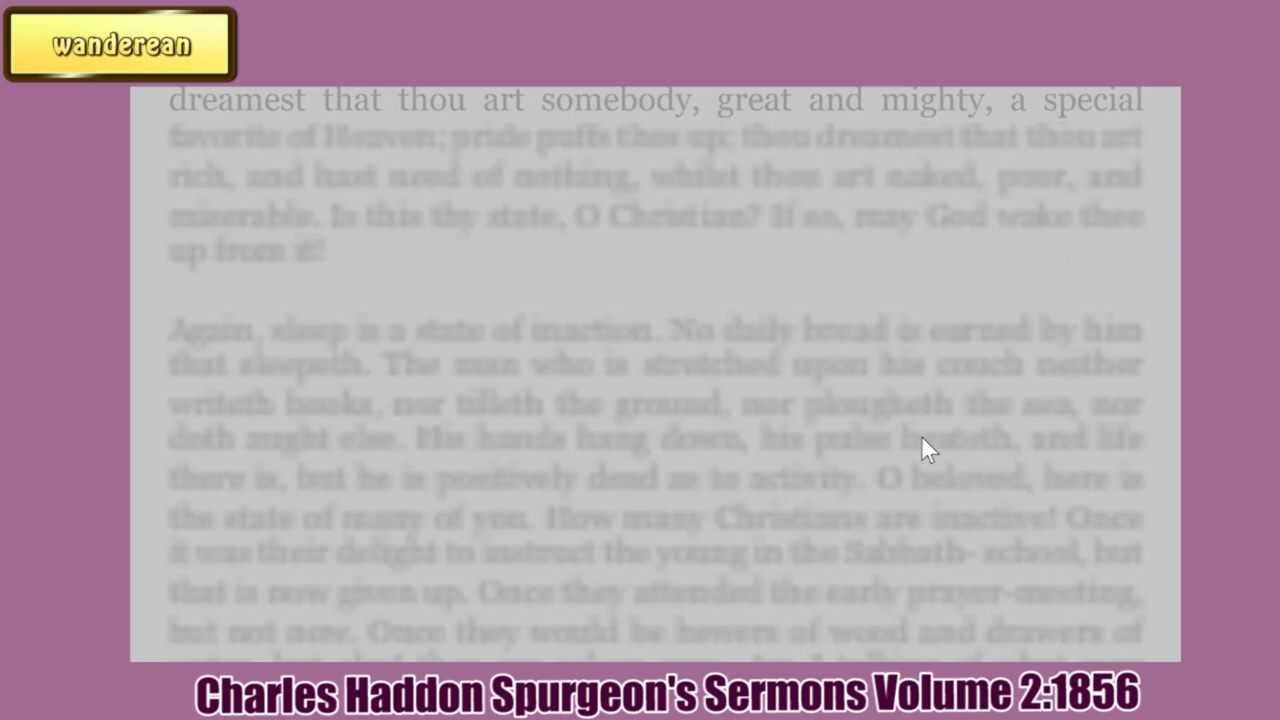 wanderean
dreamest that thou art somebody, great and mighty, a special
favorite of Heaven; pride puffs thee up; thou dreamest that thou art
rich, and hast need of nothing, whilst thou art naked, poor, and
miserable. Is this thy state, O Christian? If so, may God wake thee
up from it!
Again, sleep is a state of inaction. No daily bread is earned by him
that sleepeth. The man who is stretched upon his couch neither
writeth books, nor tilleth the ground, nor plougheth the sea, nor
doth aught else. His hands hang down, his pulse beateth, and life
there is, but he is positively dead as to activity. O beloved, here is
the state of many of you. How many Christians are inactive! Once
it was their delight to instruct the young in the Sabbath- school, but
that is now given up. Once they attended the early prayer-meeting,
but not now. Once they would be hewers of wood and drawers of
Charles Haddon Spurgeon's Sermons Volume 2:1856